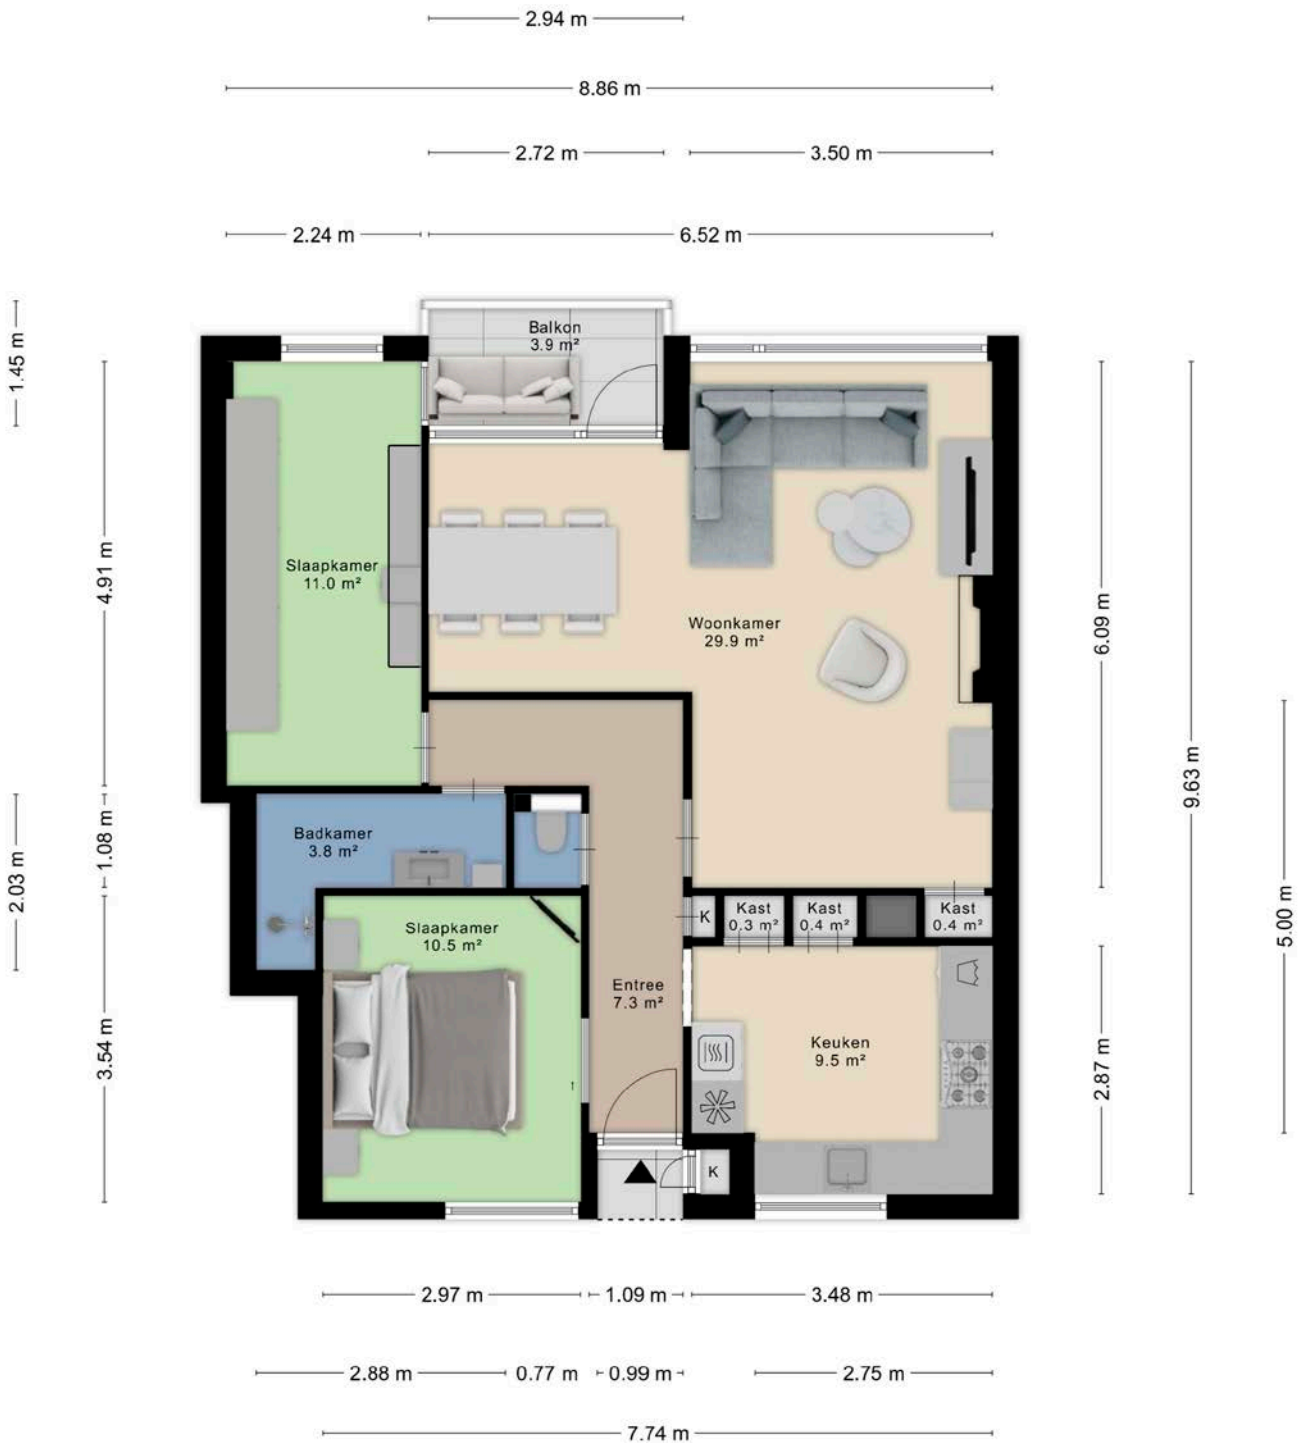 2.94 m
8.86 m
2.72 m
3.50 m
2.24 m
6.52 m
1.45 m
Balkon
3.9 m²
4.91 m
Slaapkamer
11.0 m²
Woonkamer
29.9 m²
6.09 m
9.63 m
2.03 m
1.08 m
Badkamer
3.8 m²
K
Kast
0.3 m²
Kast
0.4 m²
Kast
0.4 m²
5.00 m
Slaapkamer
10.5 m²
Entree
7.3 m²
Keuken
9.5 m²
3.54 m
2.87 m
K
2.97 m
1.09 m
3.48 m
2.88 m
0.77 m
0.99 m
2.75 m
7.74 m